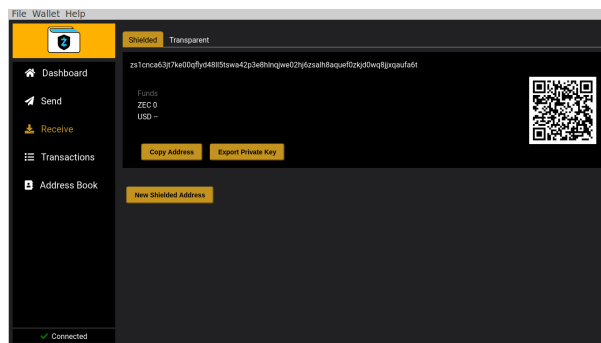 File Wallet Help
Shielded Transparent
Dashboard
Send
Receive
Transactions
Address Book
Funds
ZEC 0
USD --
Copy Address
Export Private Key
New Shielded Address
Connected